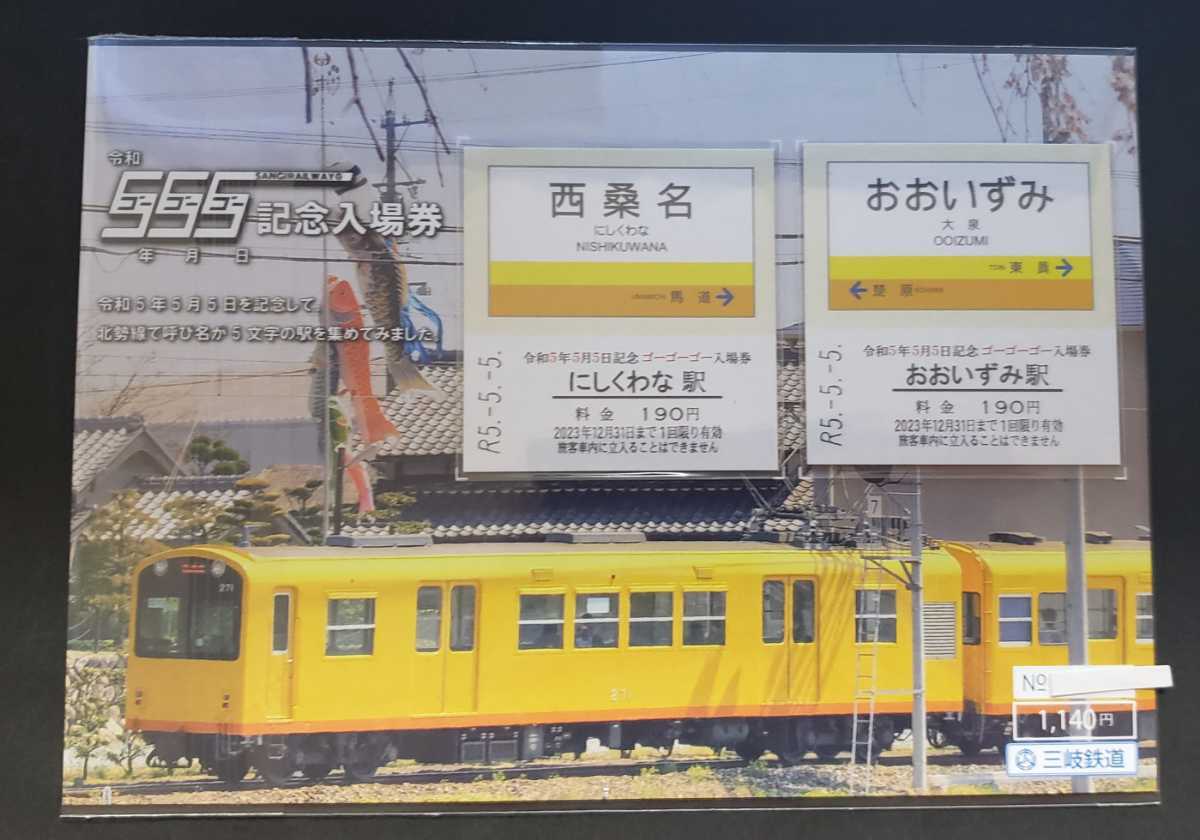 令和
SANGIRAILWAY
555記念入場券
年 月 日
令和5年5月5日を記念して
北勢線で呼び名が5文字の駅を集めてみました
西桑名
にしくわな
NISHIKUWANA
馬道→
R5.-5.-5.
令和5年5月5日記念 ゴーゴーゴー入場券
にしくわな駅
料金 190円
2023年12月31日まで1回限り有効
旅客車内に立入ることはできません
おおいずみ
大泉
OOIZUMI
TOIN 東員→
←楚原 SOHARA
R5.-5.-5.
令和5年5月5日記念 ゴーゴーゴー入場券
おおいずみ駅
料金 190円
2023年12月31日まで1回限り有効
旅客車内に立入ることはできません
7
271
271
No
1,140円
三岐鉄道